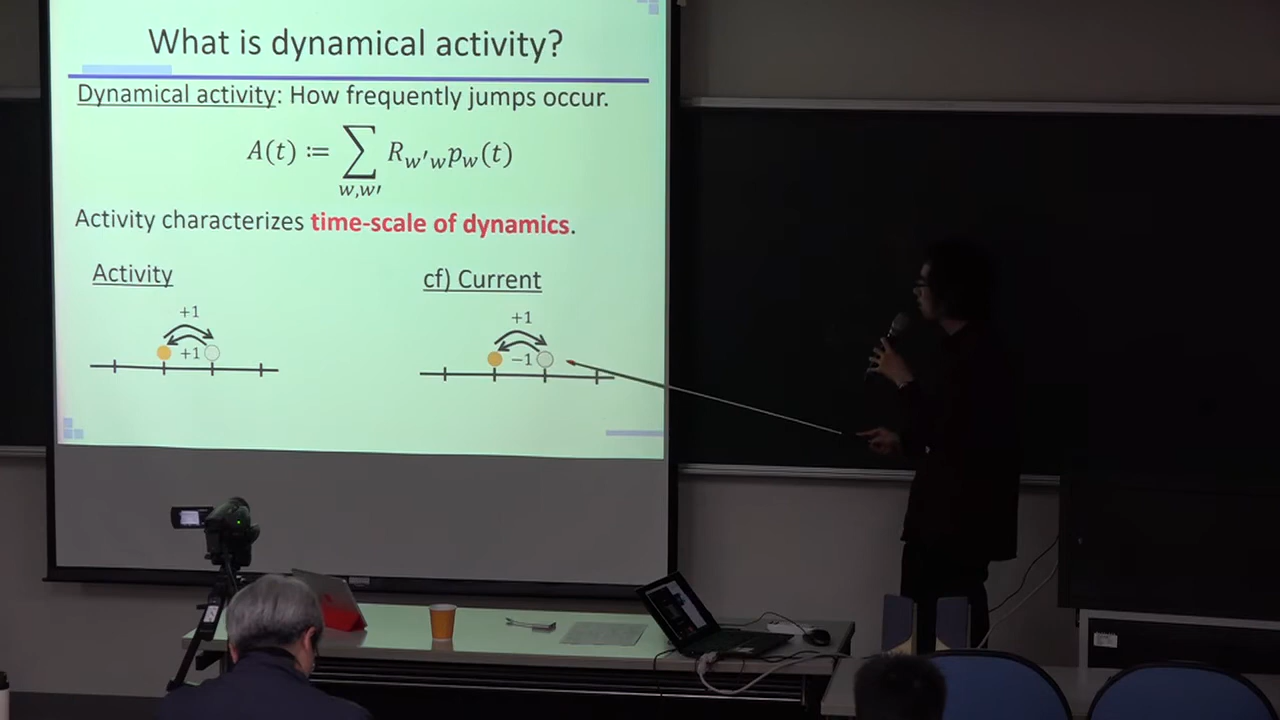 What is dynamical activity?
Dynamical activity: How frequently jumps occur.
A(t) ≔ ∑ R_{w′w}p_w(t)
w,w′
Activity characterizes time-scale of dynamics.
Activity
cf) Current
+1
+1
+1
−1